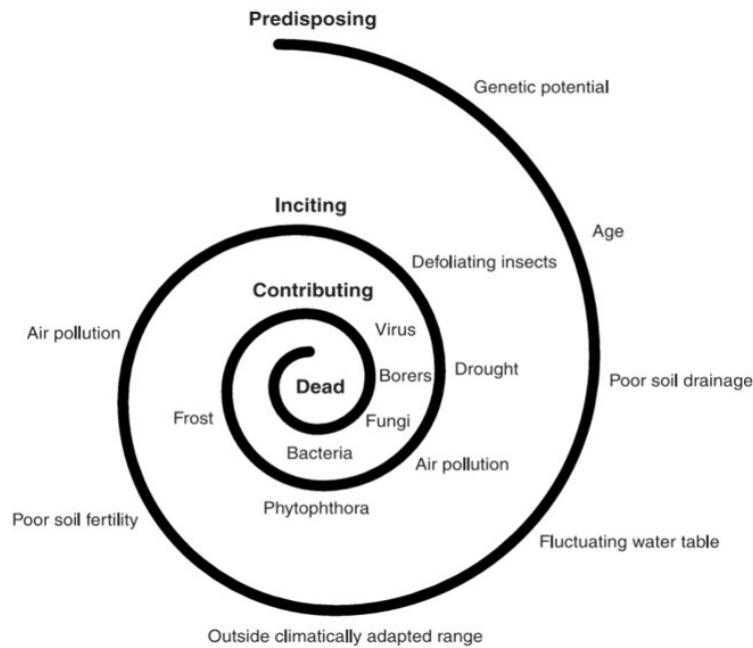 Predisposing
Genetic potential
Age
Poor soil drainage
Fluctuating water table
Outside climatically adapted range
Poor soil fertility
Air pollution
Inciting
Defoliating insects
Drought
Air pollution
Phytophthora
Frost
Contributing
Virus
Borers
Fungi
Bacteria
Dead